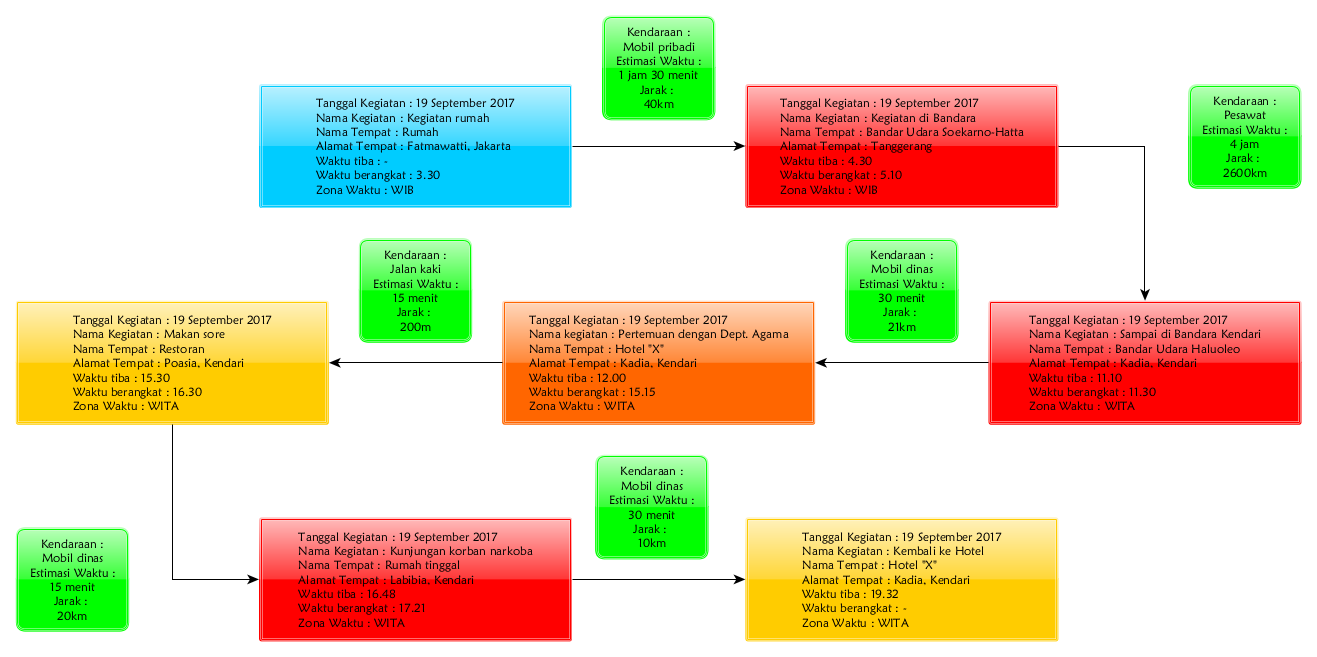 Kendaraan :
Mobil pribadi
Estimasi Waktu :
1 jam 30 menit
Jarak :
40km
Tanggal Kegiatan : 19 September 2017
Nama Kegiatan : Kegiatan rumah
Nama Tempat : Rumah
Alamat Tempat : Fatmawatti, Jakarta
Waktu tiba : -
Waktu berangkat : 3.30
Zona Waktu : WIB
Tanggal Kegiatan : 19 September 2017
Nama Kegiatan : Kegiatan di Bandara
Nama Tempat : Bandar Udara Soekarno-Hatta
Alamat Tempat : Tanggerang
Waktu tiba : 4.30
Waktu berangkat : 5.10
Zona Waktu : WIB
Kendaraan :
Pesawat
Estimasi Waktu :
4 jam
Jarak :
2600km
Kendaraan :
Jalan kaki
Estimasi Waktu :
15 menit
Jarak :
200m
Kendaraan :
Mobil dinas
Estimasi Waktu :
30 menit
Jarak :
21km
Tanggal Kegiatan : 19 September 2017
Nama Kegiatan : Makan sore
Nama Tempat : Restoran
Alamat Tempat : Poasia, Kendari
Waktu tiba : 15.30
Waktu berangkat : 16.30
Zona Waktu : WITA
Tanggal Kegiatan : 19 September 2017
Nama kegiatan : Pertemuan dengan Dept. Agama
Nama Tempat : Hotel "X"
Alamat Tempat : Kadia, Kendari
Waktu tiba : 12.00
Waktu berangkat : 15.15
Zona Waktu : WITA
Tanggal Kegiatan : 19 September 2017
Nama Kegiatan : Sampai di Bandara Kendari
Nama Tempat : Bandar Udara Haluoleo
Alamat Tempat : Kadia, Kendari
Waktu tiba : 11.10
Waktu berangkat : 11.30
Zona Waktu : WITA
Kendaraan :
Mobil dinas
Estimasi Waktu :
15 menit
Jarak :
20km
Tanggal Kegiatan : 19 September 2017
Nama Kegiatan : Kunjungan korban narkoba
Nama Tempat : Rumah tinggal
Alamat Tempat : Labibia, Kendari
Waktu tiba : 16.48
Waktu berangkat : 17.21
Zona Waktu : WITA
Kendaraan :
Mobil dinas
Estimasi Waktu :
30 menit
Jarak :
10km
Tanggal Kegiatan : 19 September 2017
Nama Kegiatan : Kembali ke Hotel
Nama Tempat : Hotel "X"
Alamat Tempat : Kadia, Kendari
Waktu tiba : 19.32
Waktu berangkat : -
Zona Waktu : WITA